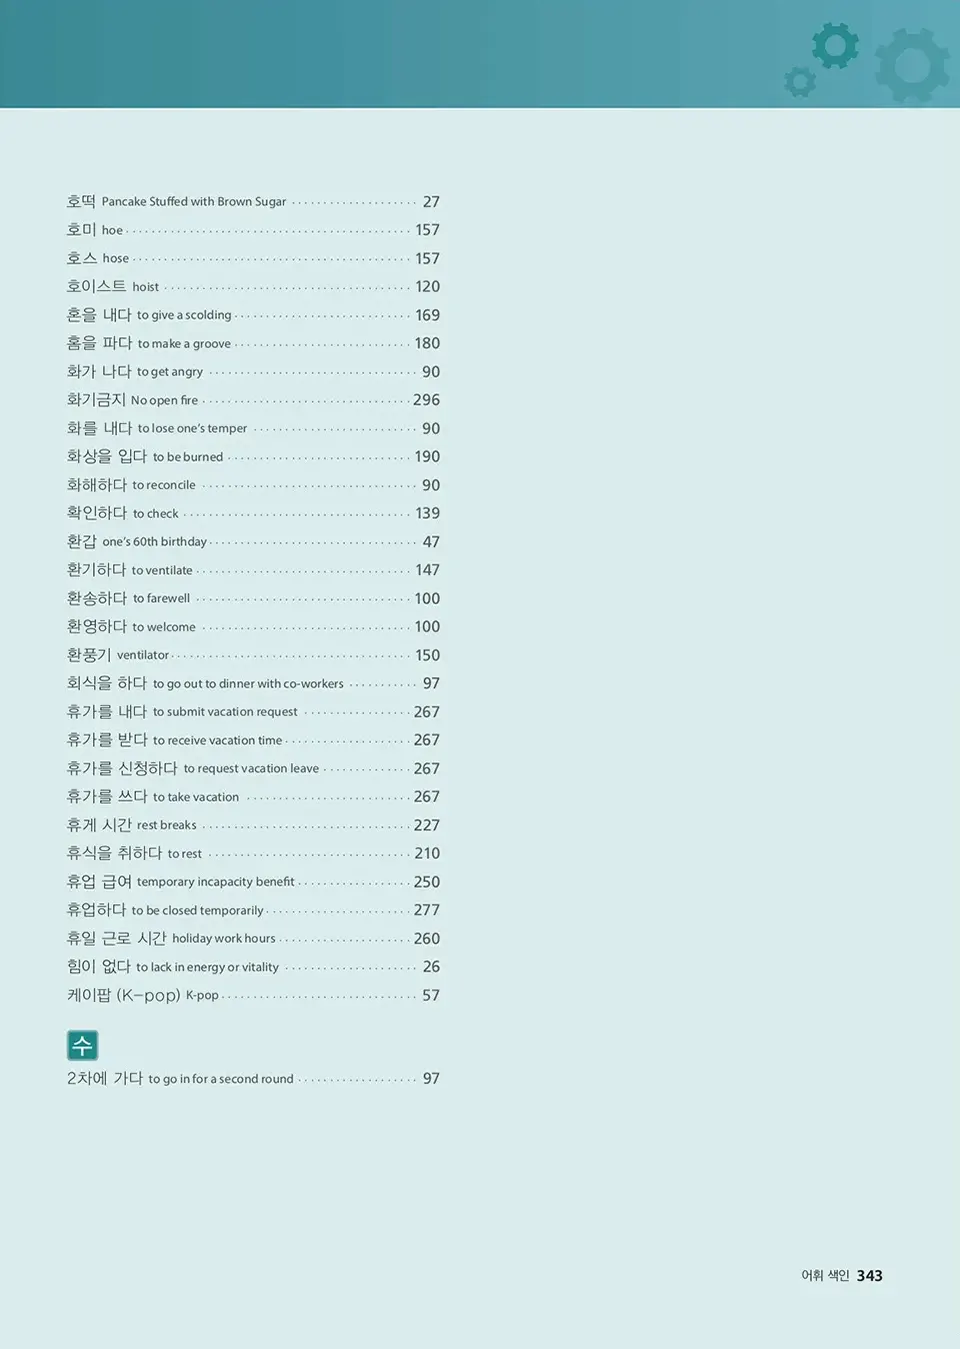 호떡 Pancake Stuffed with Brown Sugar 27
호미 hoe 157
호스 hose 157
호이스트 hoist 120
혼을 내다 to give a scolding 169
홈을 파다 to make a groove 180
화가 나다 to get angry 90
화기금지 No open fire 296
화를 내다 to lose one's temper 90
화상을 입다 to be burned 190
화해하다 to reconcile 90
확인하다 to check 139
환갑 one's 60th birthday 47
환기하다 to ventilate 147
환송하다 to farewell 100
환영하다 to welcome 100
환풍기 ventilator 150
회식을 하다 to go out to dinner with co-workers 97
휴가를 내다 to submit vacation request 267
휴가를 받다 to receive vacation time 267
휴가를 신청하다 to request vacation leave 267
휴가를 쓰다 to take vacation 267
휴게 시간 rest breaks 227
휴식을 취하다 to rest 210
휴업 급여 temporary incapacity benefit 250
휴업하다 to be closed temporarily 277
휴일 근로 시간 holiday work hours 260
힘이 없다 to lack in energy or vitality 26
케이팝 (K-pop) K-pop 57
수
2차에 가다 to go in for a second round 97
어휘 색인 343